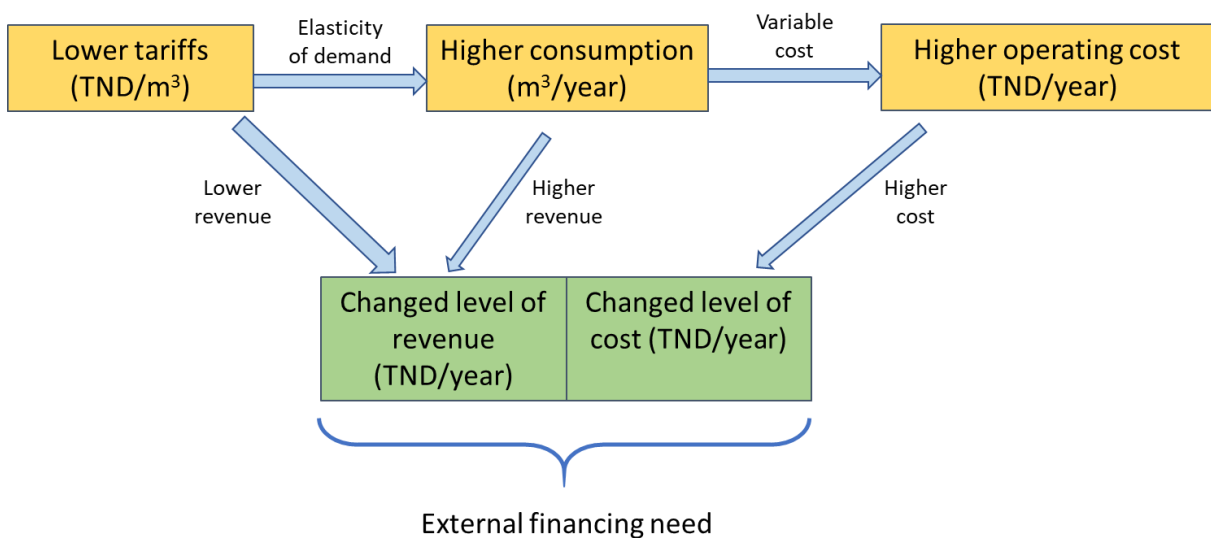 Lower tariffs
(TND/m³)
Elasticity
of demand
Higher consumption
(m³/year)
Variable
cost
Higher operating cost
(TND/year)
Lower
revenue
Higher
revenue
Higher
cost
Changed level of
revenue
(TND/year)
Changed level of
cost (TND/year)
External financing need